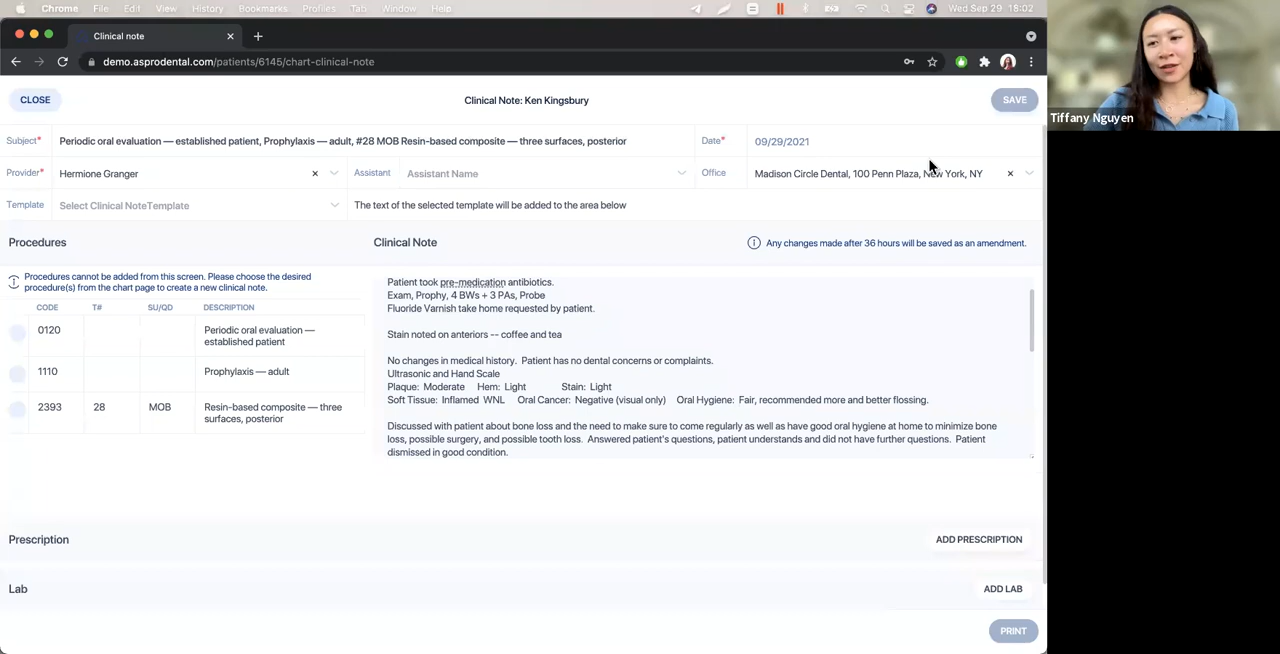 Chrome File Edit View History Bookmarks Profiles Tab Window Help Wed Sep 29 18:02
Clinical note
demo.asprodental.com/patients/6145/chart-clinical-note
CLOSE Clinical Note: Ken Kingsbury SAVE
Subject* Periodic oral evaluation — established patient, Prophylaxis — adult, #28 MOB Resin-based composite — three surfaces, posterior Date* 09/29/2021
Provider* Hermione Granger Assistant Assistant Name Office Madison Circle Dental, 100 Penn Plaza, New York, NY
Template Select Clinical NoteTemplate The text of the selected template will be added to the area below
Procedures Clinical Note Any changes made after 36 hours will be saved as an amendment.
Procedures cannot be added from this screen. Please choose the desired
procedure(s) from the chart page to create a new clinical note.
CODE T# SU/QD DESCRIPTION
0120 Periodic oral evaluation —
established patient
1110 Prophylaxis — adult
2393 28 MOB Resin-based composite — three
surfaces, posterior
Patient took pre-medication antibiotics.
Exam, Prophy, 4 BWs + 3 PAs, Probe
Fluoride Varnish take home requested by patient.
Stain noted on anteriors -- coffee and tea
No changes in medical history. Patient has no dental concerns or complaints.
Ultrasonic and Hand Scale
Plaque: Moderate Hem: Light Stain: Light
Soft Tissue: Inflamed WNL Oral Cancer: Negative (visual only) Oral Hygiene: Fair, recommended more and better flossing.
Discussed with patient about bone loss and the need to make sure to come regularly as well as have good oral hygiene at home to minimize bone
loss, possible surgery, and possible tooth loss. Answered patient's questions, patient understands and did not have further questions. Patient
dismissed in good condition.
Prescription ADD PRESCRIPTION
Lab ADD LAB
PRINT
Tiffany Nguyen